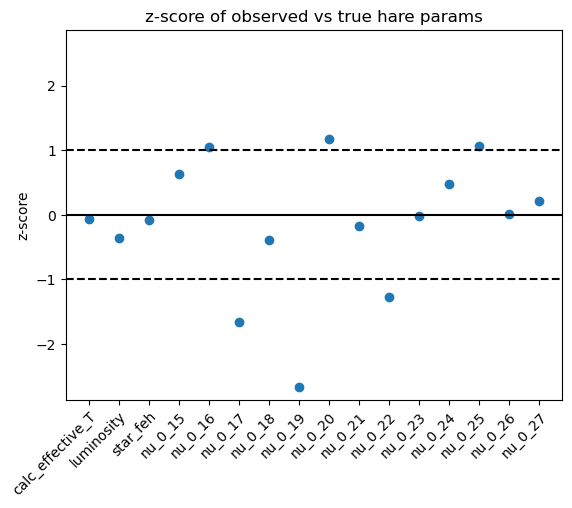 z-score of observed vs true hare params
z-score
2
1
0
−1
−2
calc_effective_T
luminosity
star_feh
nu_0_15
nu_0_16
nu_0_17
nu_0_18
nu_0_19
nu_0_20
nu_0_21
nu_0_22
nu_0_23
nu_0_24
nu_0_25
nu_0_26
nu_0_27